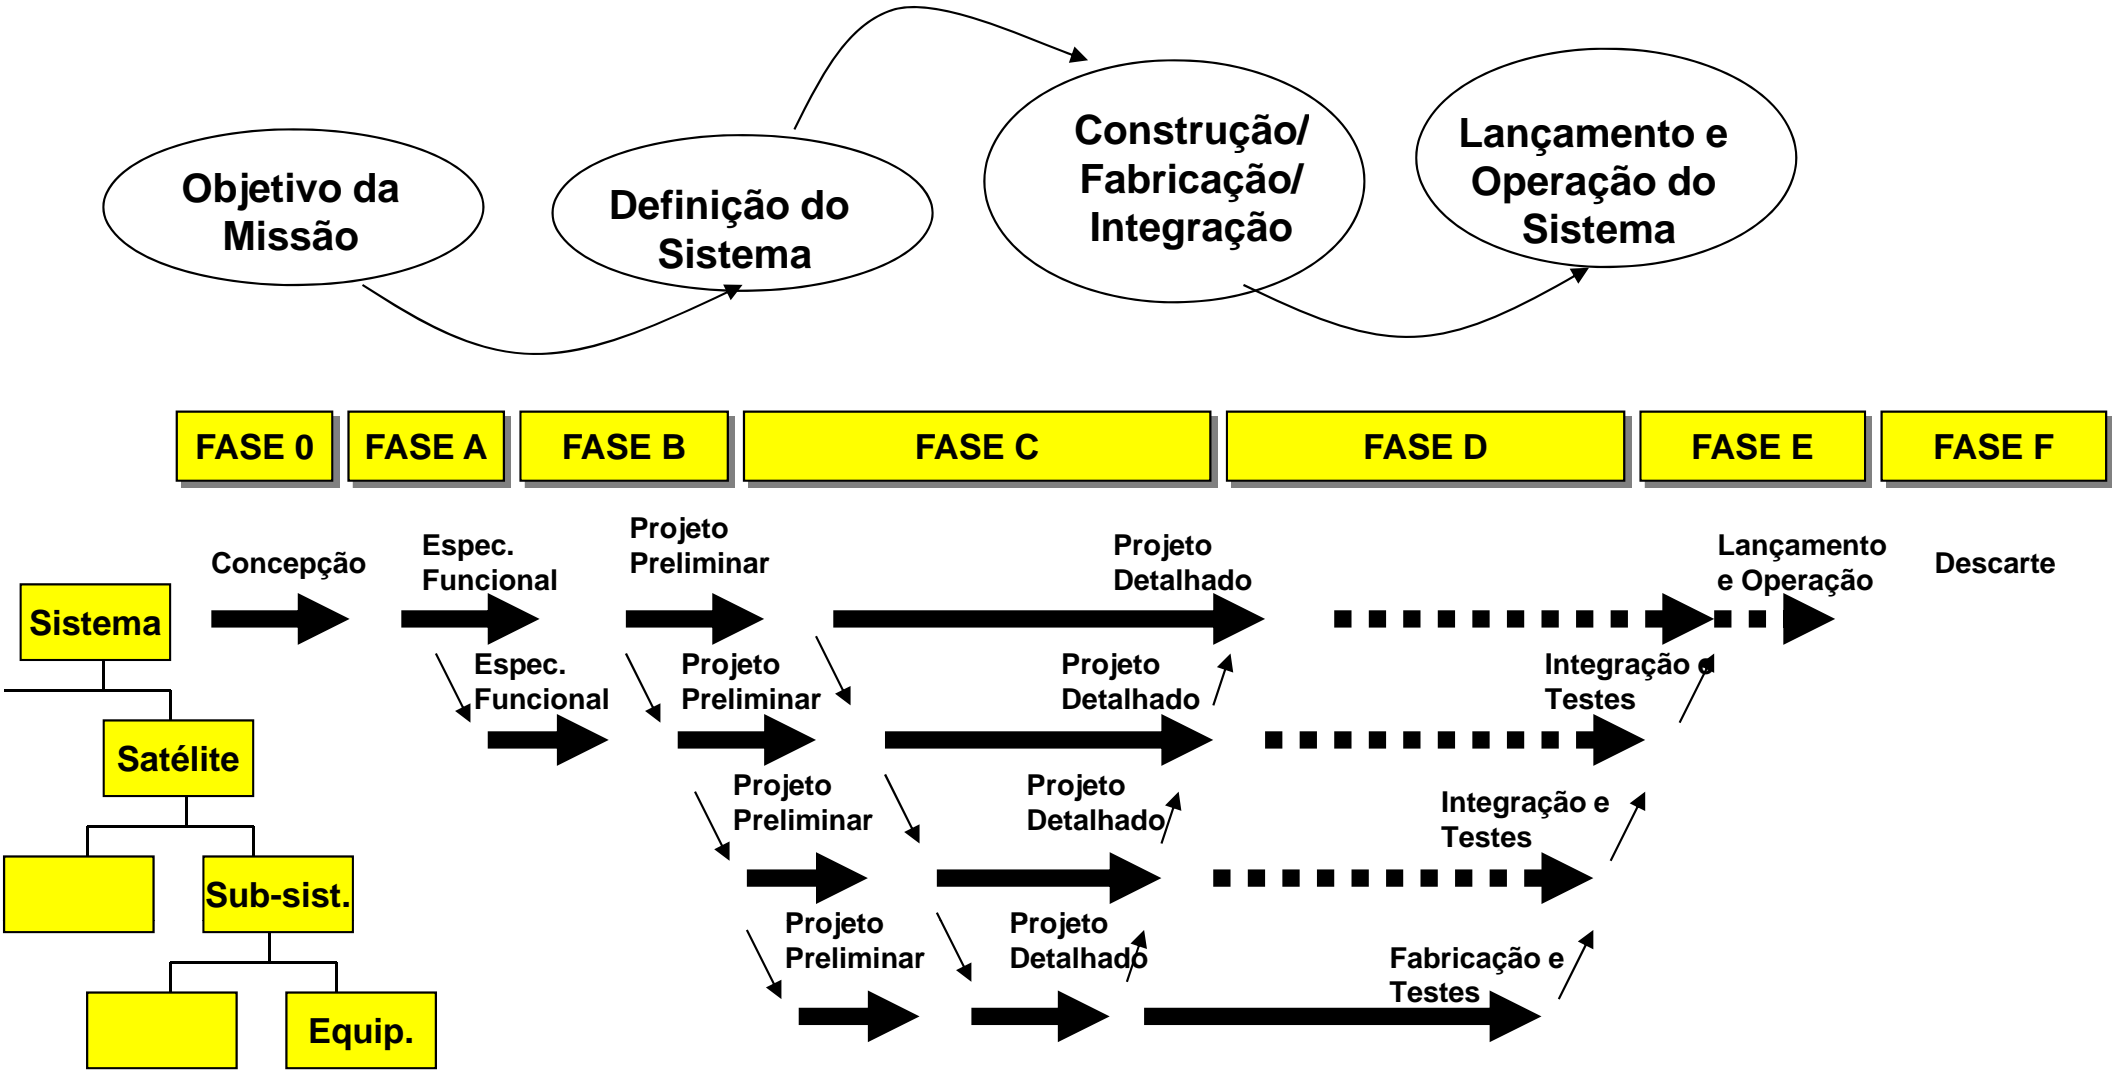 Objetivo da
Missão
Definição do
Sistema
Construção/
Fabricação/
Integração
Lançamento e
Operação do
Sistema
FASE 0
FASE A
FASE B
FASE C
FASE D
FASE E
FASE F
Concepção
Espec.
Funcional
Projeto
Preliminar
Projeto
Detalhado
Lançamento
e Operação
Descarte
Sistema
Espec.
Funcional
Projeto
Preliminar
Projeto
Detalhado
Integração e
Testes
Satélite
Projeto
Preliminar
Projeto
Detalhado
Integração e
Testes
Sub-sist.
Projeto
Preliminar
Projeto
Detalhado
Fabricação e
Testes
Equip.